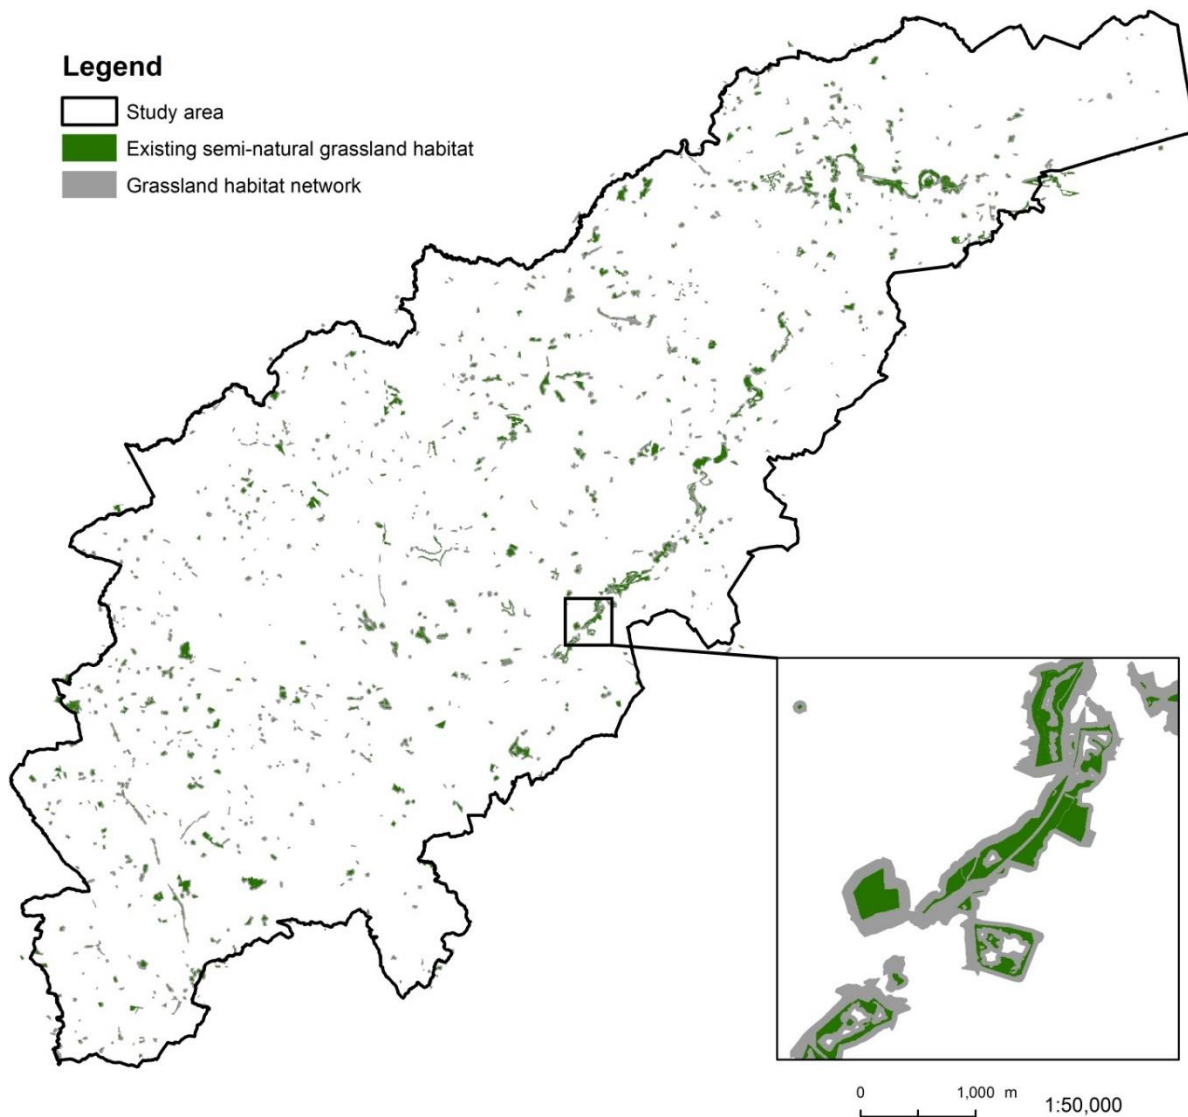 Legend
Study area
Existing semi-natural grassland habitat
Grassland habitat network
0 1,000 m 1:50,000